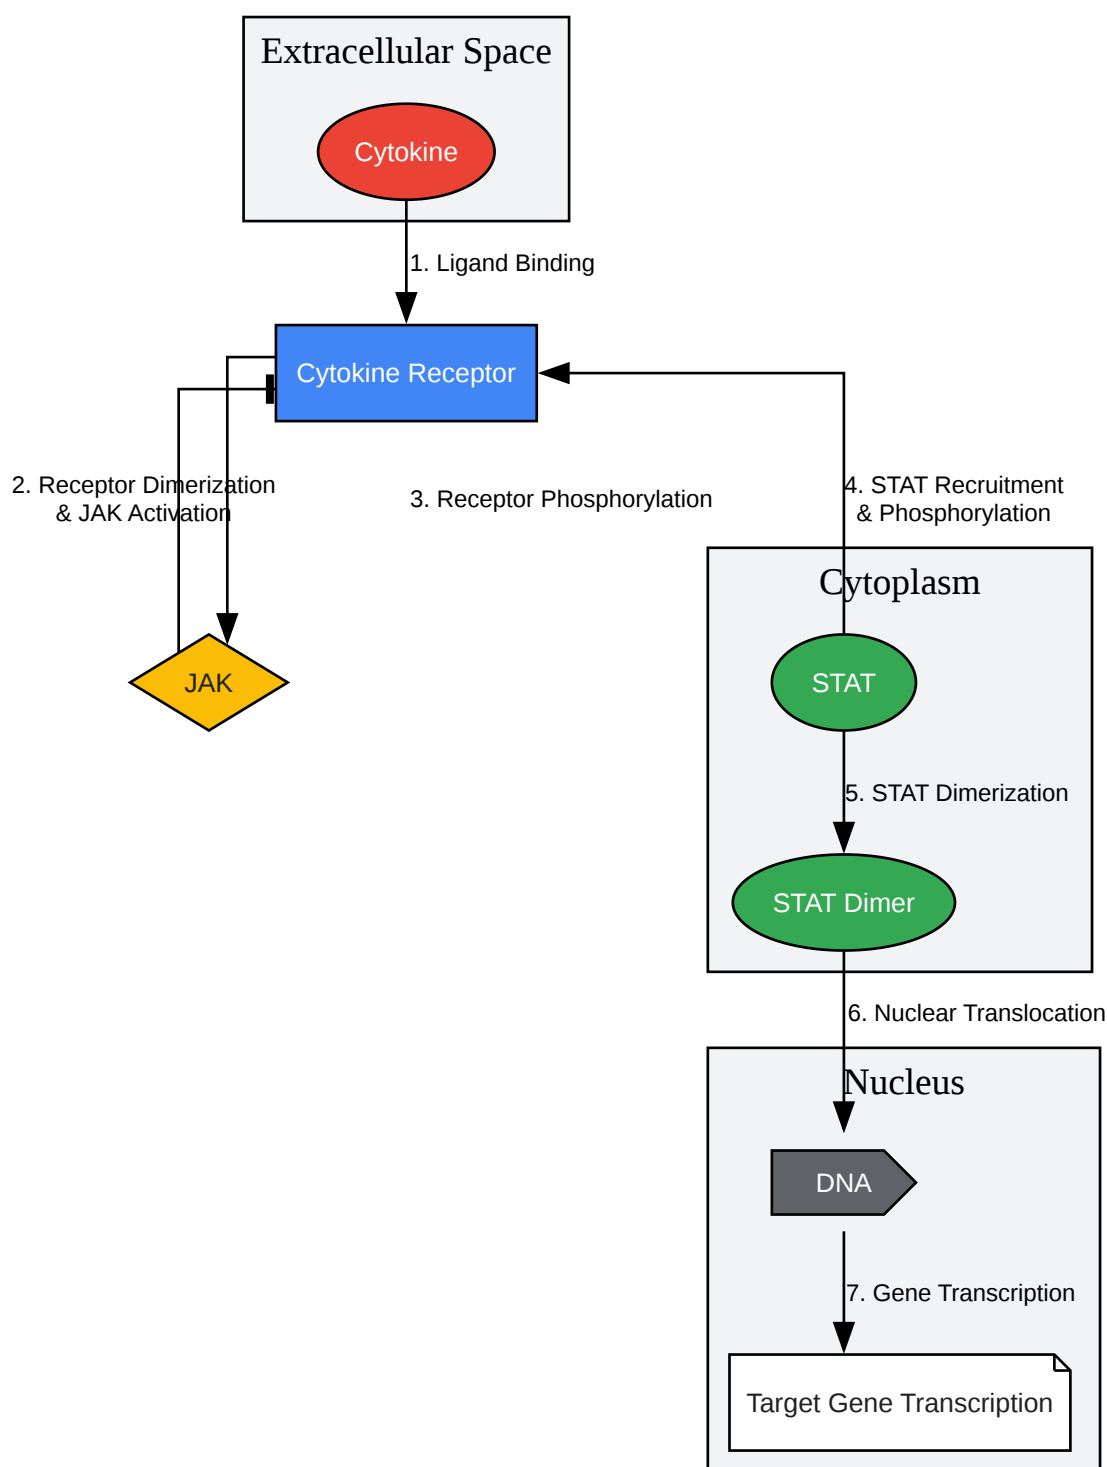 Extracellular Space
Cytokine
1. Ligand Binding
Cytokine Receptor
2. Receptor Dimerization
& JAK Activation
3. Receptor Phosphorylation
4. STAT Recruitment
& Phosphorylation
Cytoplasm
JAK
STAT
5. STAT Dimerization
STAT Dimer
6. Nuclear Translocation
Nucleus
DNA
7. Gene Transcription
Target Gene Transcription